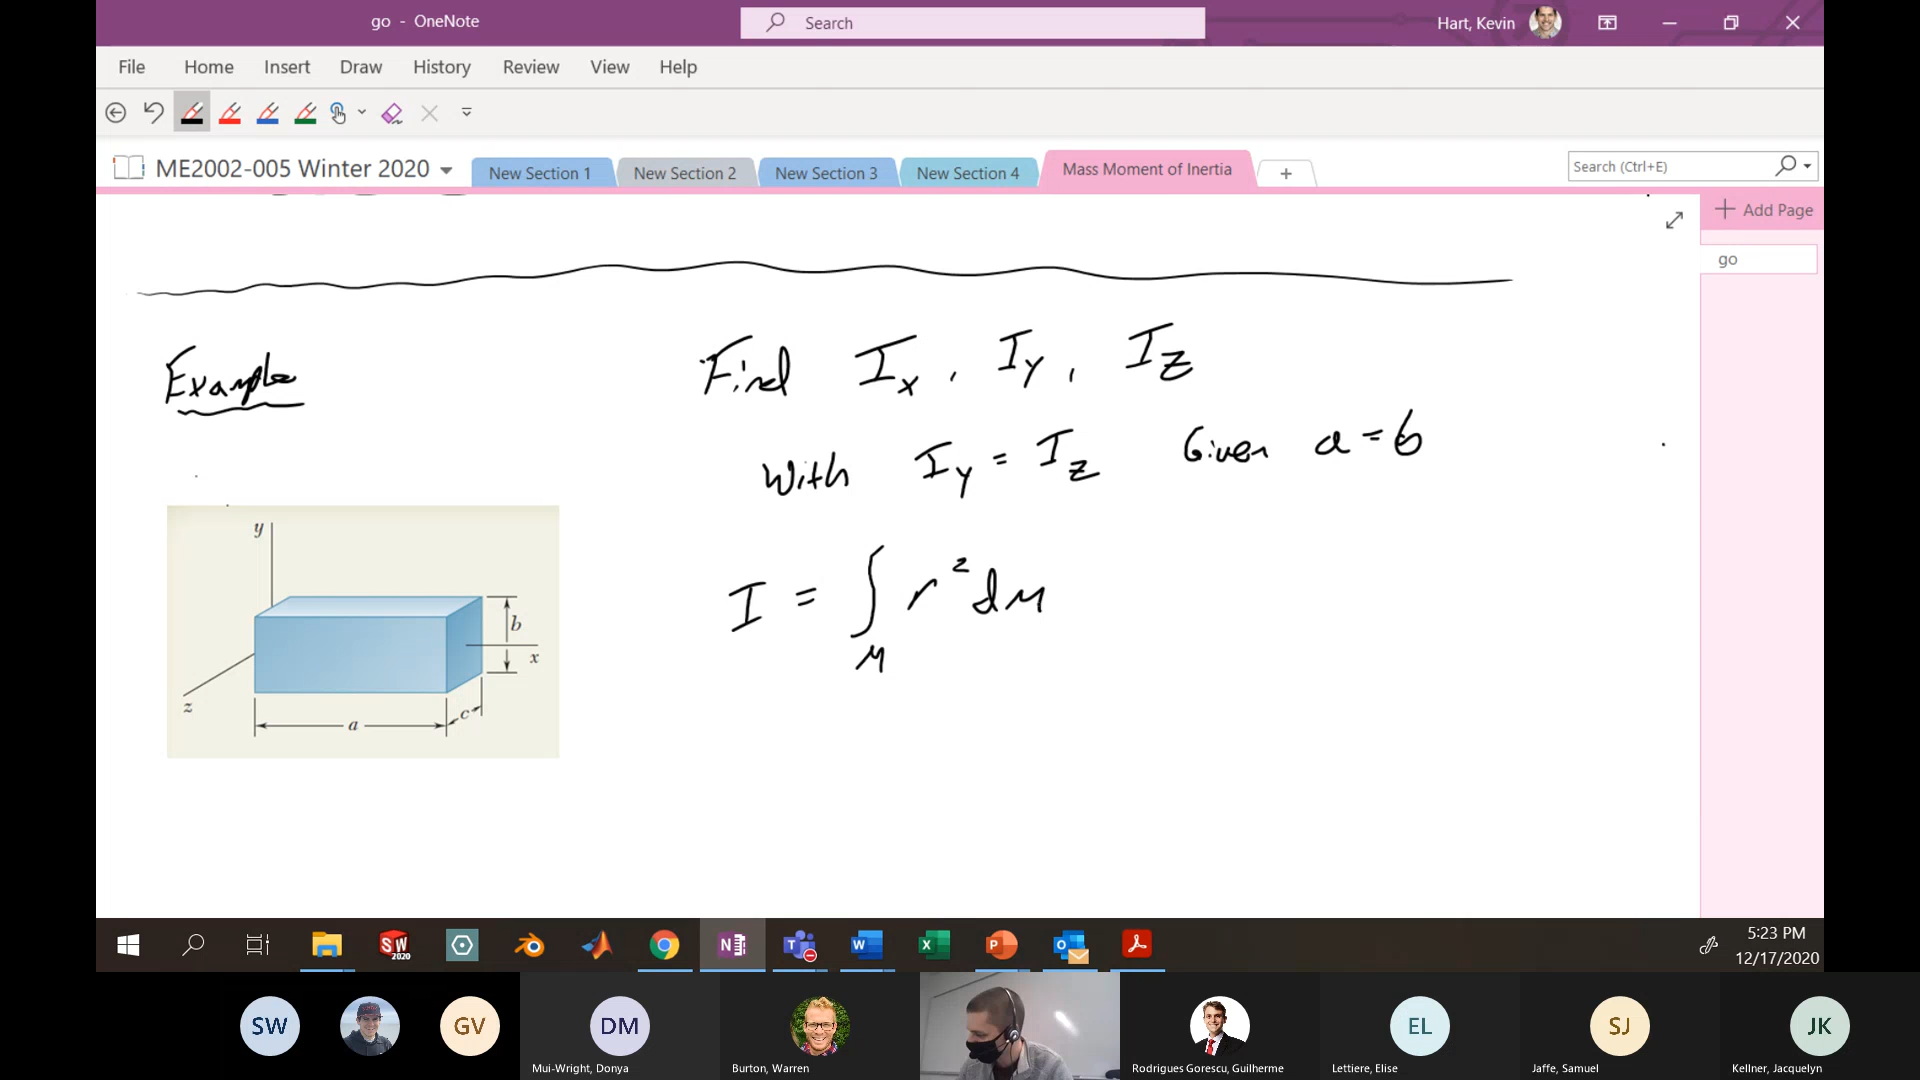 go - OneNote
Search
Hart, Kevin
File Home Insert Draw History Review View Help
ME2002-005 Winter 2020
New Section 1
New Section 2
New Section 3
New Section 4
Mass Moment of Inertia
+
Search (Ctrl+E)
Add Page
go
Example
Find Ix, Iy, Iz
With Iy = Iz Given a = b
I = ∫M r² dM
y
b
x
z
a
c
SW 2020
N
T
W
X
P
O
5:23 PM
12/17/2020
SW
GV
DM
EL
SJ
JK
Mui-Wright, Donya
Burton, Warren
Rodrigues Gorescu, Guilherme
Lettiere, Elise
Jaffe, Samuel
Kellner, Jacquelyn